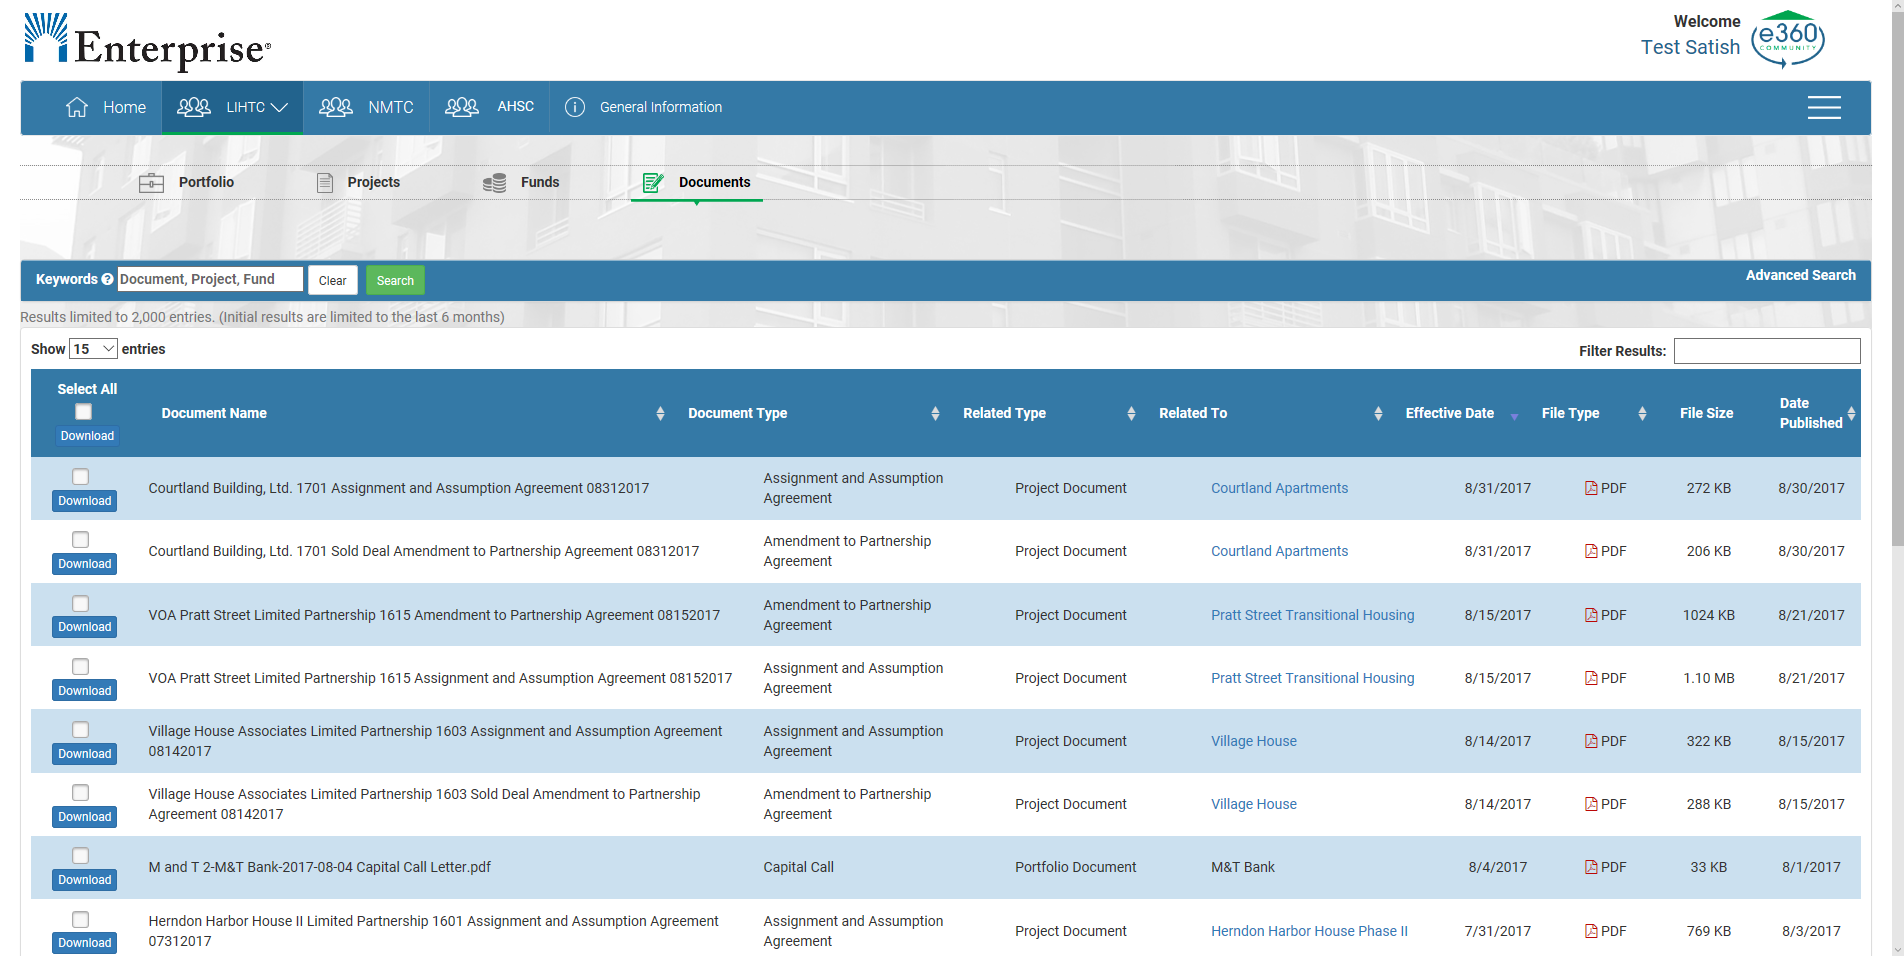 Enterprise®
Welcome
Test Satish
e360
COMMUNITY
Home
LIHTC
NMTC
AHSC
General Information
Portfolio
Projects
Funds
Documents
Keywords ? Document, Project, Fund Clear Search
Advanced Search
Results limited to 2,000 entries. (Initial results are limited to the last 6 months)
Show 15 entries
Filter Results:
Select All
Download
Document Name
Document Type
Related Type
Related To
Effective Date
File Type
File Size
Date
Published
Download
Courtland Building, Ltd. 1701 Assignment and Assumption Agreement 08312017
Assignment and Assumption
Agreement
Project Document
Courtland Apartments
8/31/2017
PDF
272 KB
8/30/2017
Download
Courtland Building, Ltd. 1701 Sold Deal Amendment to Partnership Agreement 08312017
Amendment to Partnership
Agreement
Project Document
Courtland Apartments
8/31/2017
PDF
206 KB
8/30/2017
Download
VOA Pratt Street Limited Partnership 1615 Amendment to Partnership Agreement 08152017
Amendment to Partnership
Agreement
Project Document
Pratt Street Transitional Housing
8/15/2017
PDF
1024 KB
8/21/2017
Download
VOA Pratt Street Limited Partnership 1615 Assignment and Assumption Agreement 08152017
Assignment and Assumption
Agreement
Project Document
Pratt Street Transitional Housing
8/15/2017
PDF
1.10 MB
8/21/2017
Download
Village House Associates Limited Partnership 1603 Assignment and Assumption Agreement
08142017
Assignment and Assumption
Agreement
Project Document
Village House
8/14/2017
PDF
322 KB
8/15/2017
Download
Village House Associates Limited Partnership 1603 Sold Deal Amendment to Partnership
Agreement 08142017
Amendment to Partnership
Agreement
Project Document
Village House
8/14/2017
PDF
288 KB
8/15/2017
Download
M and T 2-M&T Bank-2017-08-04 Capital Call Letter.pdf
Capital Call
Portfolio Document
M&T Bank
8/4/2017
PDF
33 KB
8/1/2017
Download
Herndon Harbor House II Limited Partnership 1601 Assignment and Assumption Agreement
07312017
Assignment and Assumption
Agreement
Project Document
Herndon Harbor House Phase II
7/31/2017
PDF
769 KB
8/3/2017